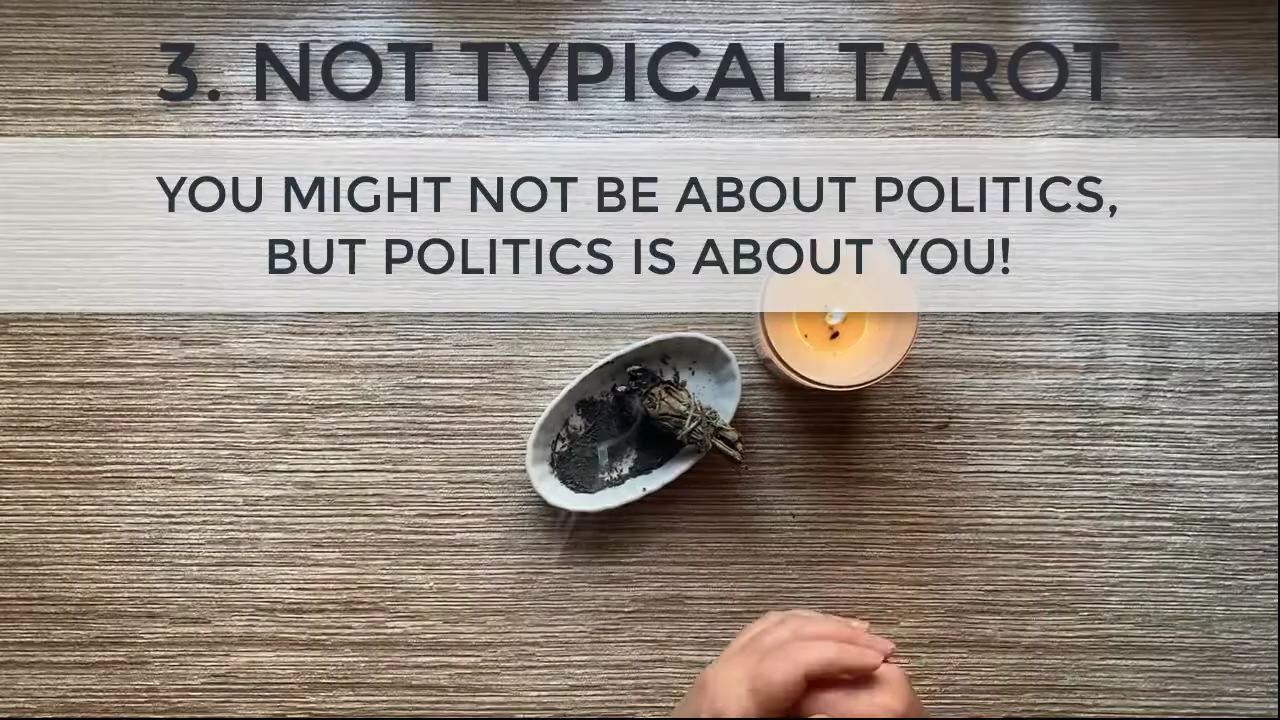 3. NOT TYPICAL TAROT
YOU MIGHT NOT BE ABOUT POLITICS,
BUT POLITICS IS ABOUT YOU!